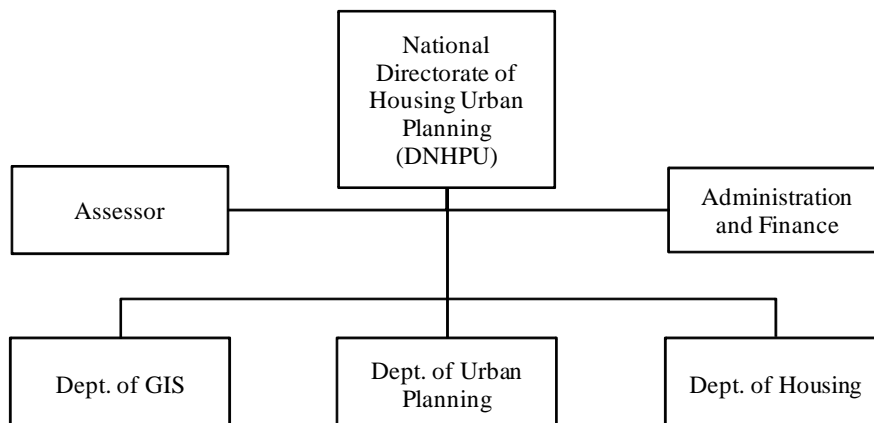 National
Directorate of
Housing Urban
Planning
(DNHPU)
Assessor
Administration
and Finance
Dept. of GIS
Dept. of Urban
Planning
Dept. of Housing